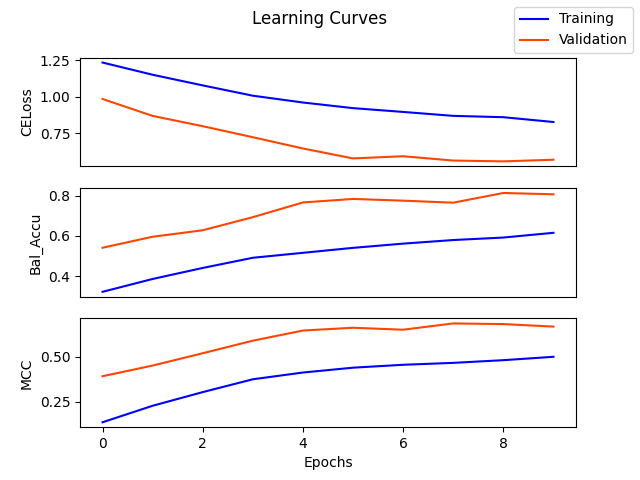 Learning Curves
Training
Validation
1.25
1.00
0.75
CELoss
0.8
0.6
0.4
Bal_Accu
0.50
0.25
MCC
0 2 4 6 8
Epochs